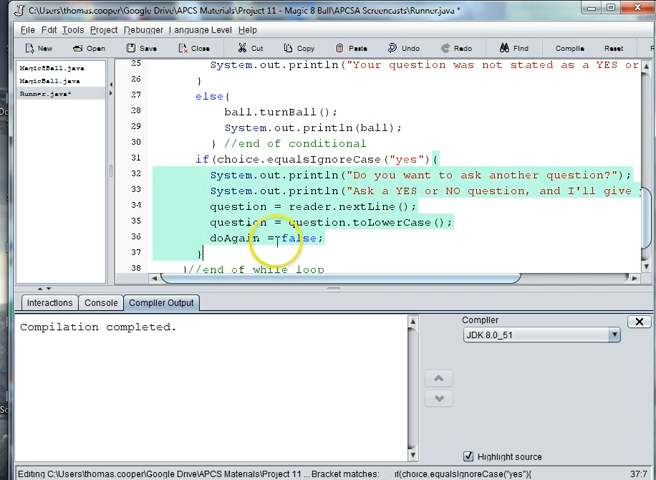 C:\Users\thomas.cooper\Google Drive\APCS Materials\Project 11 - Magic 8 Ball\APCSA Screencasts\Runner.java *
File Edit Tools Project Debugger Language Level Help
New Open Save Close Cut Copy Paste Undo Redo Find Compile Reset
Magic8Ball.java
MagicBall.java
Runner.java*
25 System.out.println("Your question was not stated as a YES or
26 }
27 else{
28 ball.turnBall();
29 System.out.println(ball);
30 } //end of conditional
31 if(choice.equalsIgnoreCase("yes"){
32 System.out.println("Do you want to ask another question?");
33 System.out.println("Ask a YES or NO question, and I'll give
34 question = reader.nextLine();
35 question = question.toLowerCase();
36 doAgain = false;
37 }
38 }//end of while loop
Interactions Console Compiler Output
Compilation completed.
Compiler
JDK 8.0_51
Highlight source
Editing C:\Users\thomas.cooper\Google Drive\APCS Materials\Project 11 ... Bracket matches: if(choice.equalsIgnoreCase("yes"){ 37:7